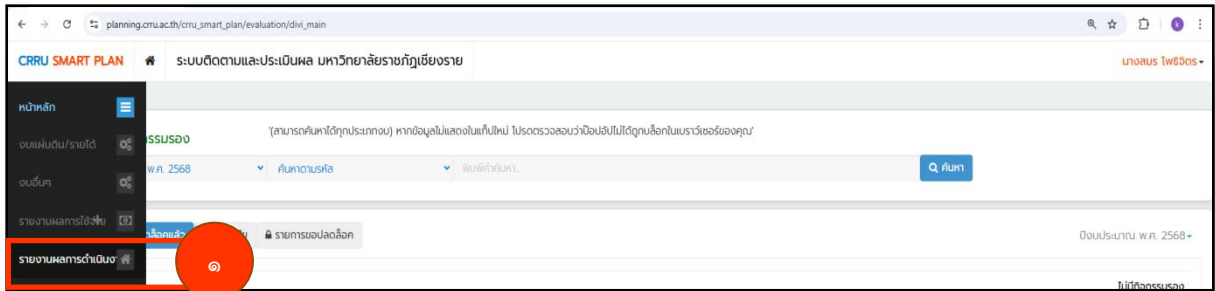 planning.crru.ac.th/crru_smart_plan/evaluation/divi_main
CRRU SMART PLAN ระบบติดตามและประเมินผล มหาวิทยาลัยราชภัฏเชียงราย นางสมร โพธิจิตร
หน้าหลัก
กรรมรอง '(สามารถค้นหาได้ทุกประเภทงบ) หากข้อมูลไม่แสดงในแท็ปใหม่ โปรดตรวจสอบว่าป๊อปอัปไม่ได้ถูกบล็อกในเบราว์เซอร์ของคุณ'
งบแผ่นดิน/รายได้
พ.ศ. 2568 ค้นหาตามรหัส พิมพ์คำค้นหา... ค้นหา
งบอื่นๆ
รายงานผลการใช้จ่าย
ล็อคแล้ว รายการขอปลดล็อค ปีงบประมาณ พ.ศ. 2568
รายงานผลการดำเนินง
๑
ไม่มีกิจกรรมรอง